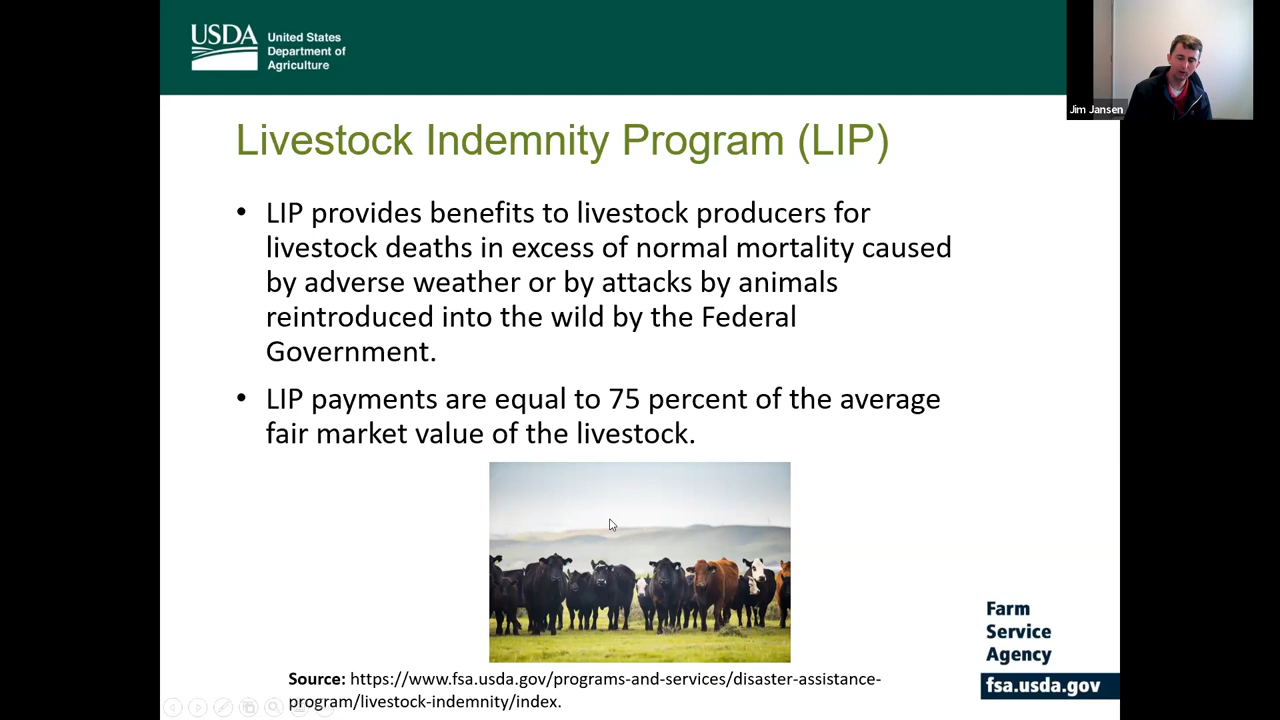 USDA
United States
Department of
Agriculture
Jim Jansen
Livestock Indemnity Program (LIP)
• LIP provides benefits to livestock producers for
livestock deaths in excess of normal mortality caused
by adverse weather or by attacks by animals
reintroduced into the wild by the Federal
Government.
• LIP payments are equal to 75 percent of the average
fair market value of the livestock.
Farm
Service
Agency
fsa.usda.gov
Source: https://www.fsa.usda.gov/programs-and-services/disaster-assistance-
program/livestock-indemnity/index.